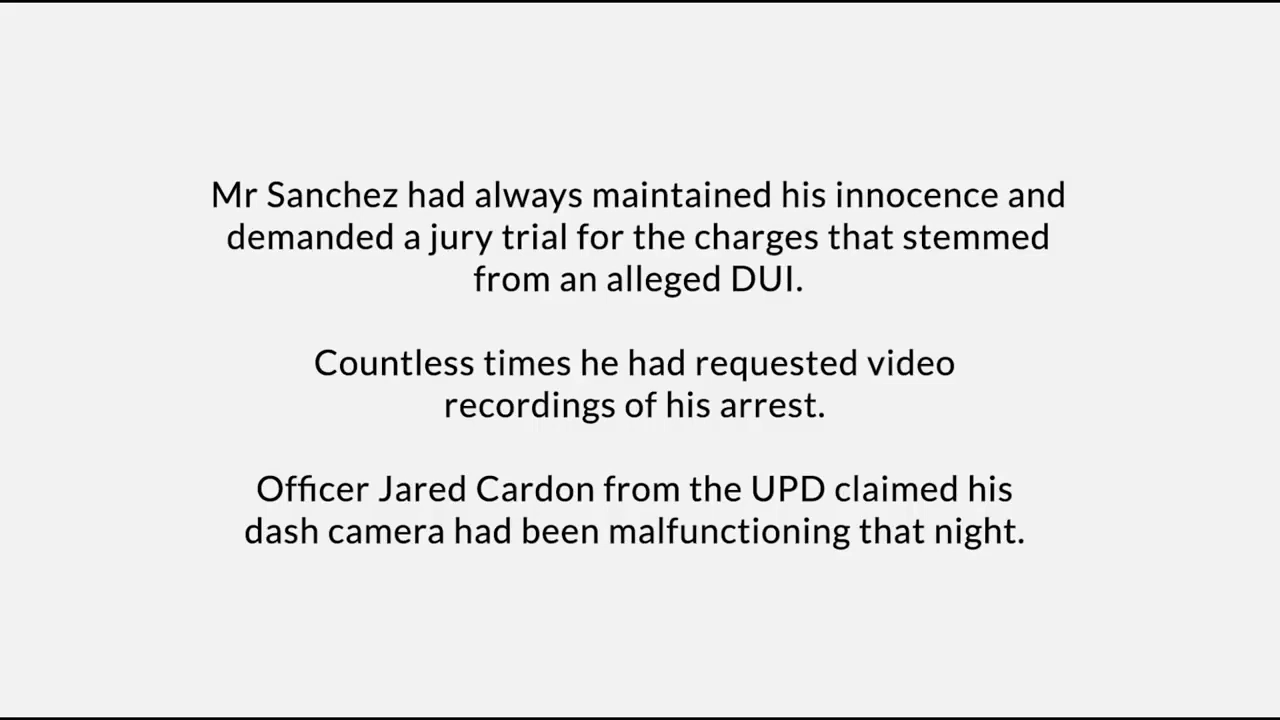 Mr Sanchez had always maintained his innocence and
demanded a jury trial for the charges that stemmed
from an alleged DUI.
Countless times he had requested video
recordings of his arrest.
Officer Jared Cardon from the UPD claimed his
dash camera had been malfunctioning that night.